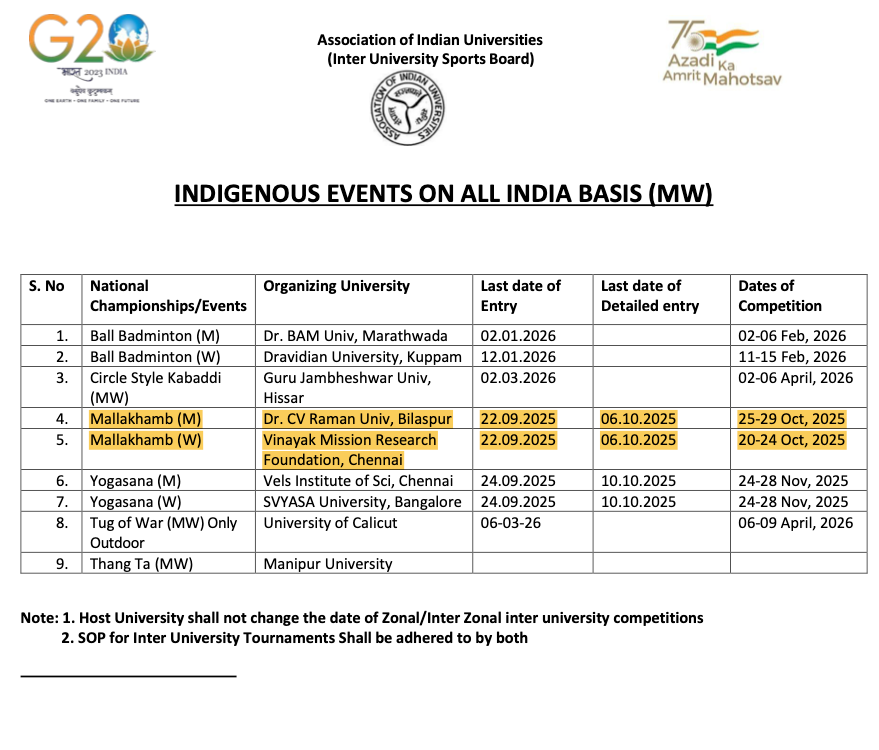 G20
भारत 2023 INDIA
वसुधैव कुटुम्बकम्
ONE EARTH • ONE FAMILY • ONE FUTURE
Association of Indian Universities
(Inter University Sports Board)
ASSOCIATION OF INDIAN UNIVERSITIES
75
Azadi Ka
Amrit Mahotsav
INDIGENOUS EVENTS ON ALL INDIA BASIS (MW)
S. No | National Championships/Events | Organizing University | Last date of Entry | Last date of Detailed entry | Dates of Competition
1. | Ball Badminton (M) | Dr. BAM Univ, Marathwada | 02.01.2026 | | 02-06 Feb, 2026
2. | Ball Badminton (W) | Dravidian University, Kuppam | 12.01.2026 | | 11-15 Feb, 2026
3. | Circle Style Kabaddi (MW) | Guru Jambheshwar Univ, Hissar | 02.03.2026 | | 02-06 April, 2026
4. | Mallakhamb (M) | Dr. CV Raman Univ, Bilaspur | 22.09.2025 | 06.10.2025 | 25-29 Oct, 2025
5. | Mallakhamb (W) | Vinayak Mission Research Foundation, Chennai | 22.09.2025 | 06.10.2025 | 20-24 Oct, 2025
6. | Yogasana (M) | Vels Institute of Sci, Chennai | 24.09.2025 | 10.10.2025 | 24-28 Nov, 2025
7. | Yogasana (W) | SVYASA University, Bangalore | 24.09.2025 | 10.10.2025 | 24-28 Nov, 2025
8. | Tug of War (MW) Only Outdoor | University of Calicut | 06-03-26 | | 06-09 April, 2026
9. | Thang Ta (MW) | Manipur University | | |
Note: 1. Host University shall not change the date of Zonal/Inter Zonal inter university competitions
2. SOP for Inter University Tournaments Shall be adhered to by both